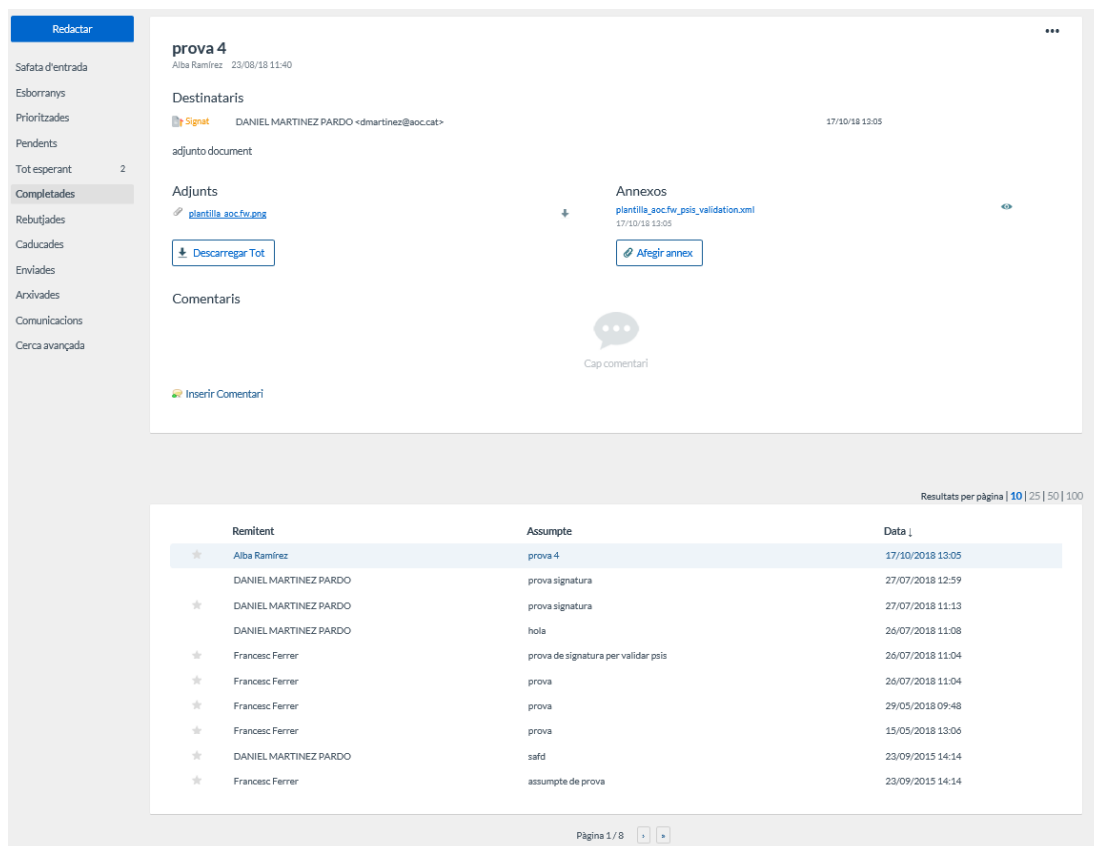 Redactar
Safata d'entrada
Esborranys
Prioritzades
Pendents
Tot esperant 2
Completades
Rebutjades
Caducades
Enviades
Arxivades
Comunicacions
Cerca avançada
prova 4
Alba Ramírez 23/08/18 11:40
Destinataris
Signat DANIEL MARTINEZ PARDO <dmartinez@aoc.cat> 17/10/18 13:05
adjunto document
Adjunts
plantilla_aoc.fw.png
Descarregar Tot
Annexos
plantilla_aoc.fw_psis_validation.xml
17/10/18 13:05
Afegir annex
Comentaris
Cap comentari
Inserir Comentari
Resultats per pàgina | 10 | 25 | 50 | 100
Remitent Assumpte Data ↓
Alba Ramírez prova 4 17/10/2018 13:05
DANIEL MARTINEZ PARDO prova signatura 27/07/2018 12:59
DANIEL MARTINEZ PARDO prova signatura 27/07/2018 11:13
DANIEL MARTINEZ PARDO hola 26/07/2018 11:08
Francesc Ferrer prova de signatura per validar psis 26/07/2018 11:04
Francesc Ferrer prova 26/07/2018 11:04
Francesc Ferrer prova 29/05/2018 09:48
Francesc Ferrer prova 15/05/2018 13:06
DANIEL MARTINEZ PARDO safd 23/09/2015 14:14
Francesc Ferrer assumpte de prova 23/09/2015 14:14
Pàgina 1 / 8 › »